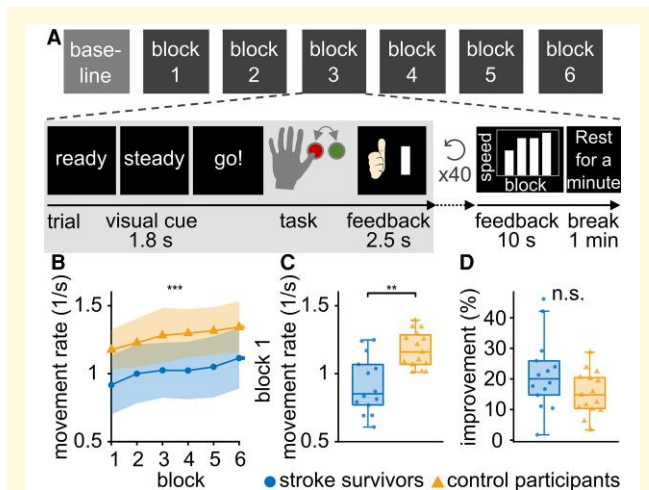 A
base-
line
block
1
block
2
block
3
block
4
block
5
block
6
ready
steady
go!
x40
speed
block
Rest
for a
minute
trial
visual cue
1.8 s
task
feedback
2.5 s
feedback
10 s
break
1 min
B
***
movement rate (1/s)
1.5
1
0.5
1 2 3 4 5 6
block
C
**
movement rate (1/s)
block 1
1.5
1
0.5
D
n.s.
improvement (%)
40
30
20
10
0
stroke survivors
control participants